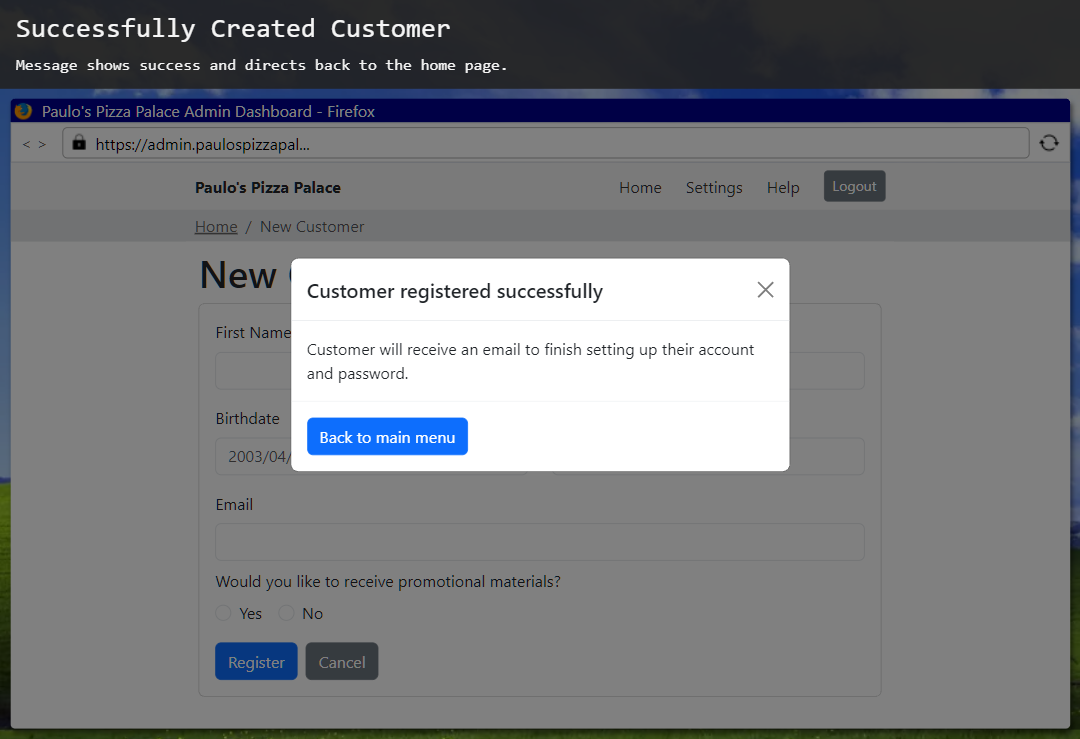 Successfully Created Customer
Message shows success and directs back to the home page.
Paulo's Pizza Palace Admin Dashboard - Firefox
< > https://admin.paulospizzapal...
Paulo's Pizza Palace Home Settings Help Logout
Home / New Customer
New
Customer registered successfully
First Name
Customer will receive an email to finish setting up their account
and password.
Birthdate
Back to main menu
2003/04/
Email
Would you like to receive promotional materials?
Yes No
Register Cancel